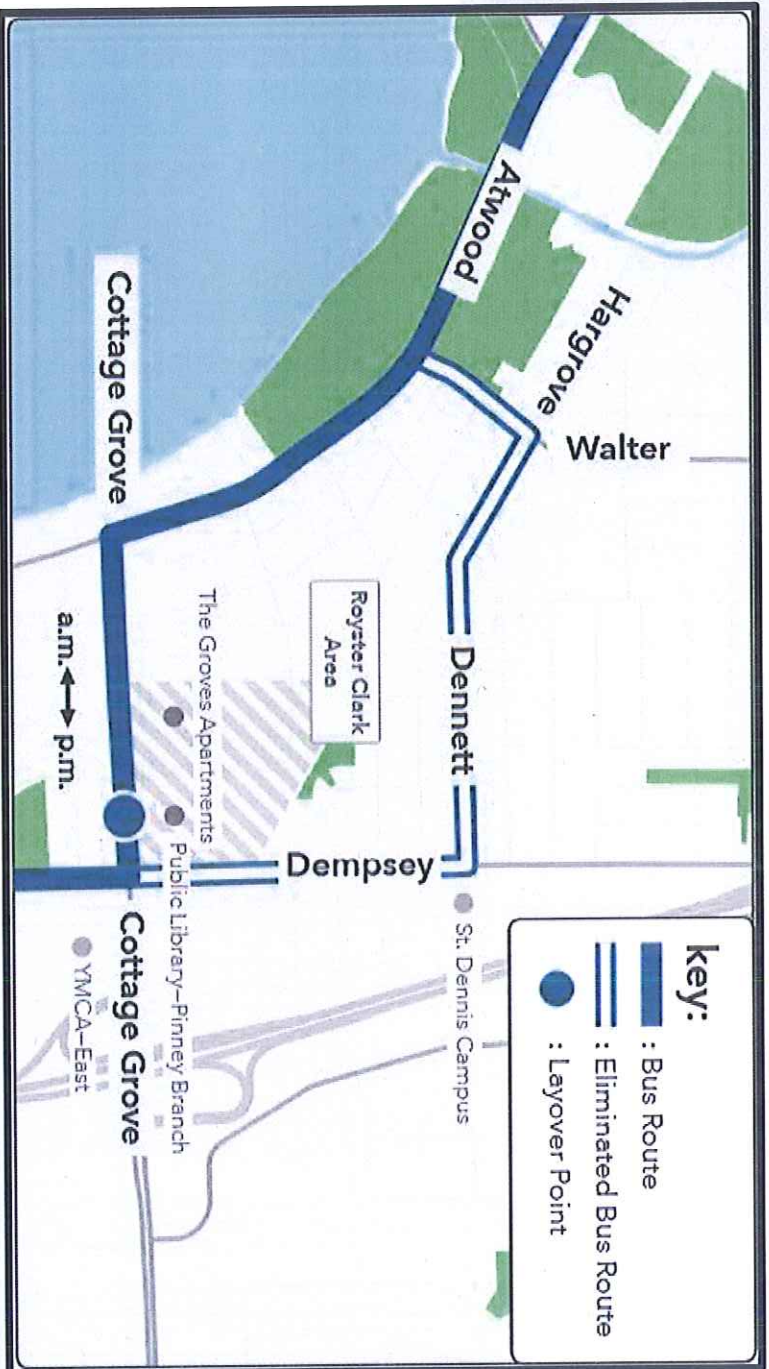 key:
: Bus Route
: Eliminated Bus Route
: Layover Point
Atwood
Hargrove
Walter
Dennett
Dempsey
St. Dennis Campus
Royster Clark
Area
The Groves Apartments
Public Library–Pinney Branch
Cottage Grove
Cottage Grove
a.m. ↔ p.m.
YMCA–East